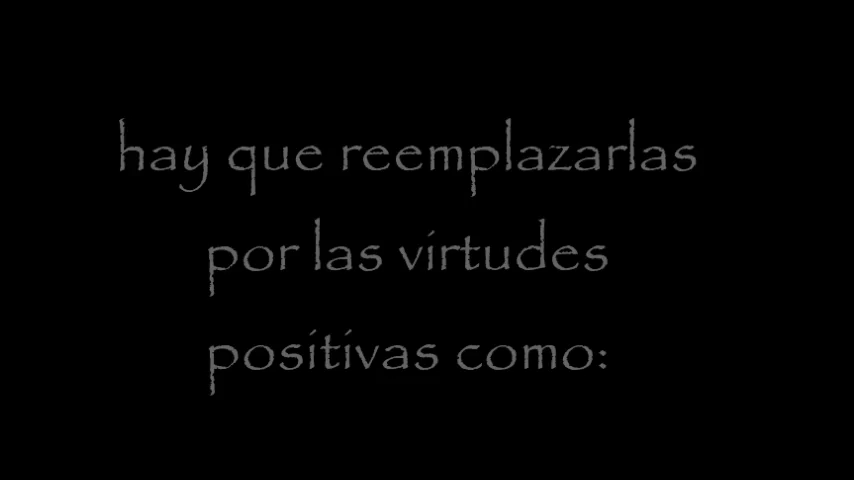 hay que reemplazarlas
por las virtudes
positivas como: